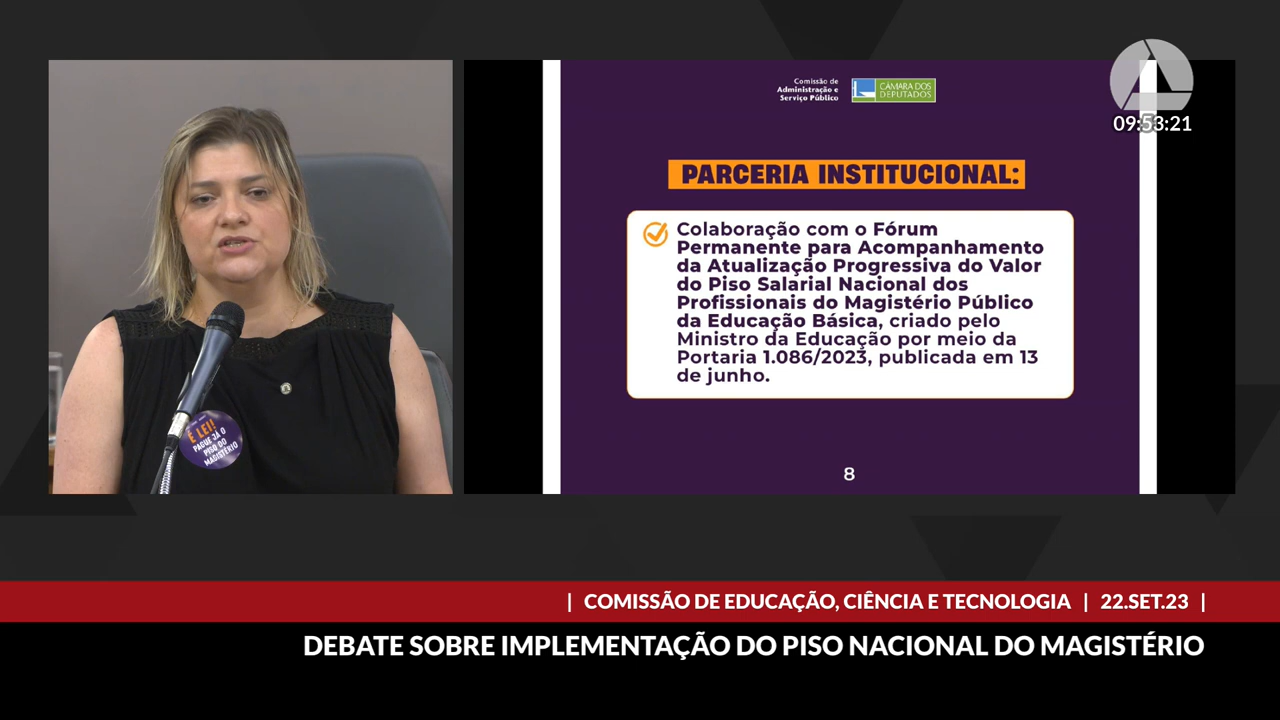 Comissão de
Administração e
Serviço Público
CÂMARA DOS
DEPUTADOS
09:53:21
PARCERIA INSTITUCIONAL:
Colaboração com o Fórum
Permanente para Acompanhamento
da Atualização Progressiva do Valor
do Piso Salarial Nacional dos
Profissionais do Magistério Público
da Educação Básica, criado pelo
Ministro da Educação por meio da
Portaria 1.086/2023, publicada em 13
de junho.
8
É LEI!
PAGUE JÁ O
PISO DO
MAGISTÉRIO
| COMISSÃO DE EDUCAÇÃO, CIÊNCIA E TECNOLOGIA | 22.SET.23 |
DEBATE SOBRE IMPLEMENTAÇÃO DO PISO NACIONAL DO MAGISTÉRIO